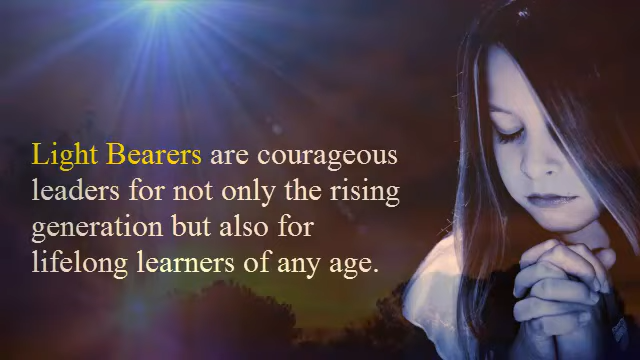 Light Bearers are courageous
leaders for not only the rising
generation but also for
lifelong learners of any age.